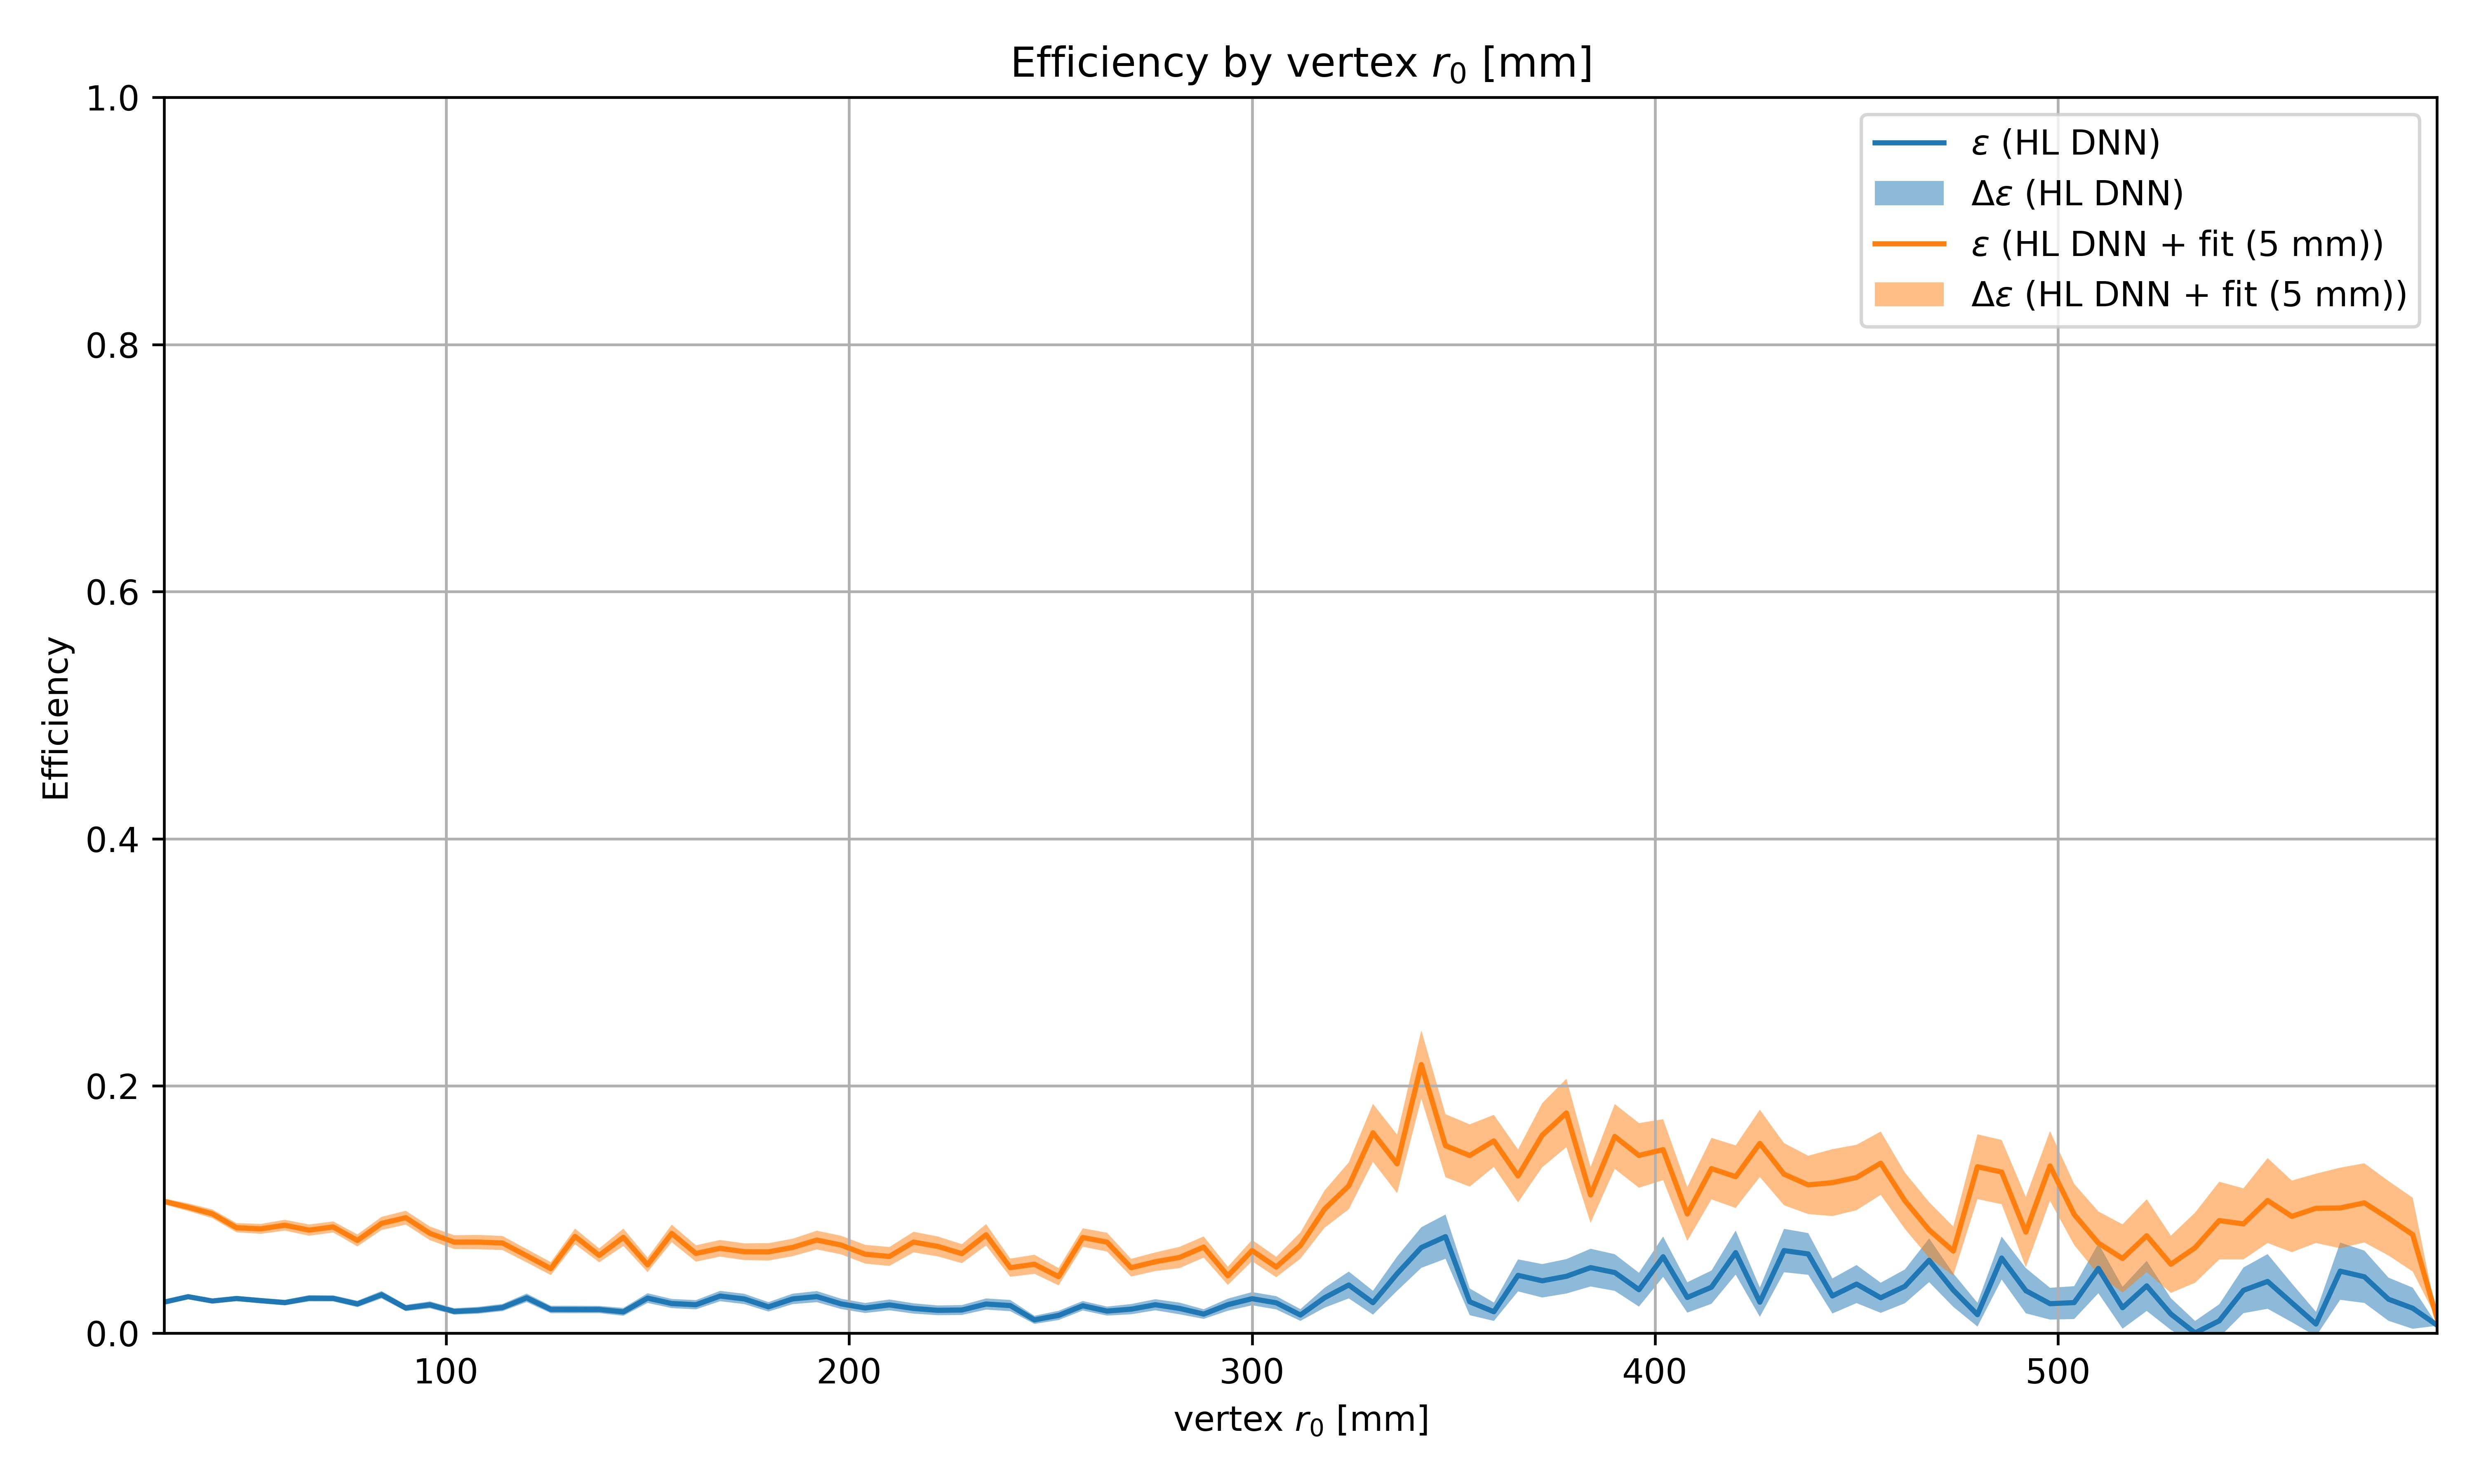 Efficiency by vertex r₀ [mm]
1.0
0.8
0.6
0.4
0.2
0.0
Efficiency
ε (HL DNN)
Δε (HL DNN)
ε (HL DNN + fit (5 mm))
Δε (HL DNN + fit (5 mm))
100 200 300 400 500
vertex r₀ [mm]